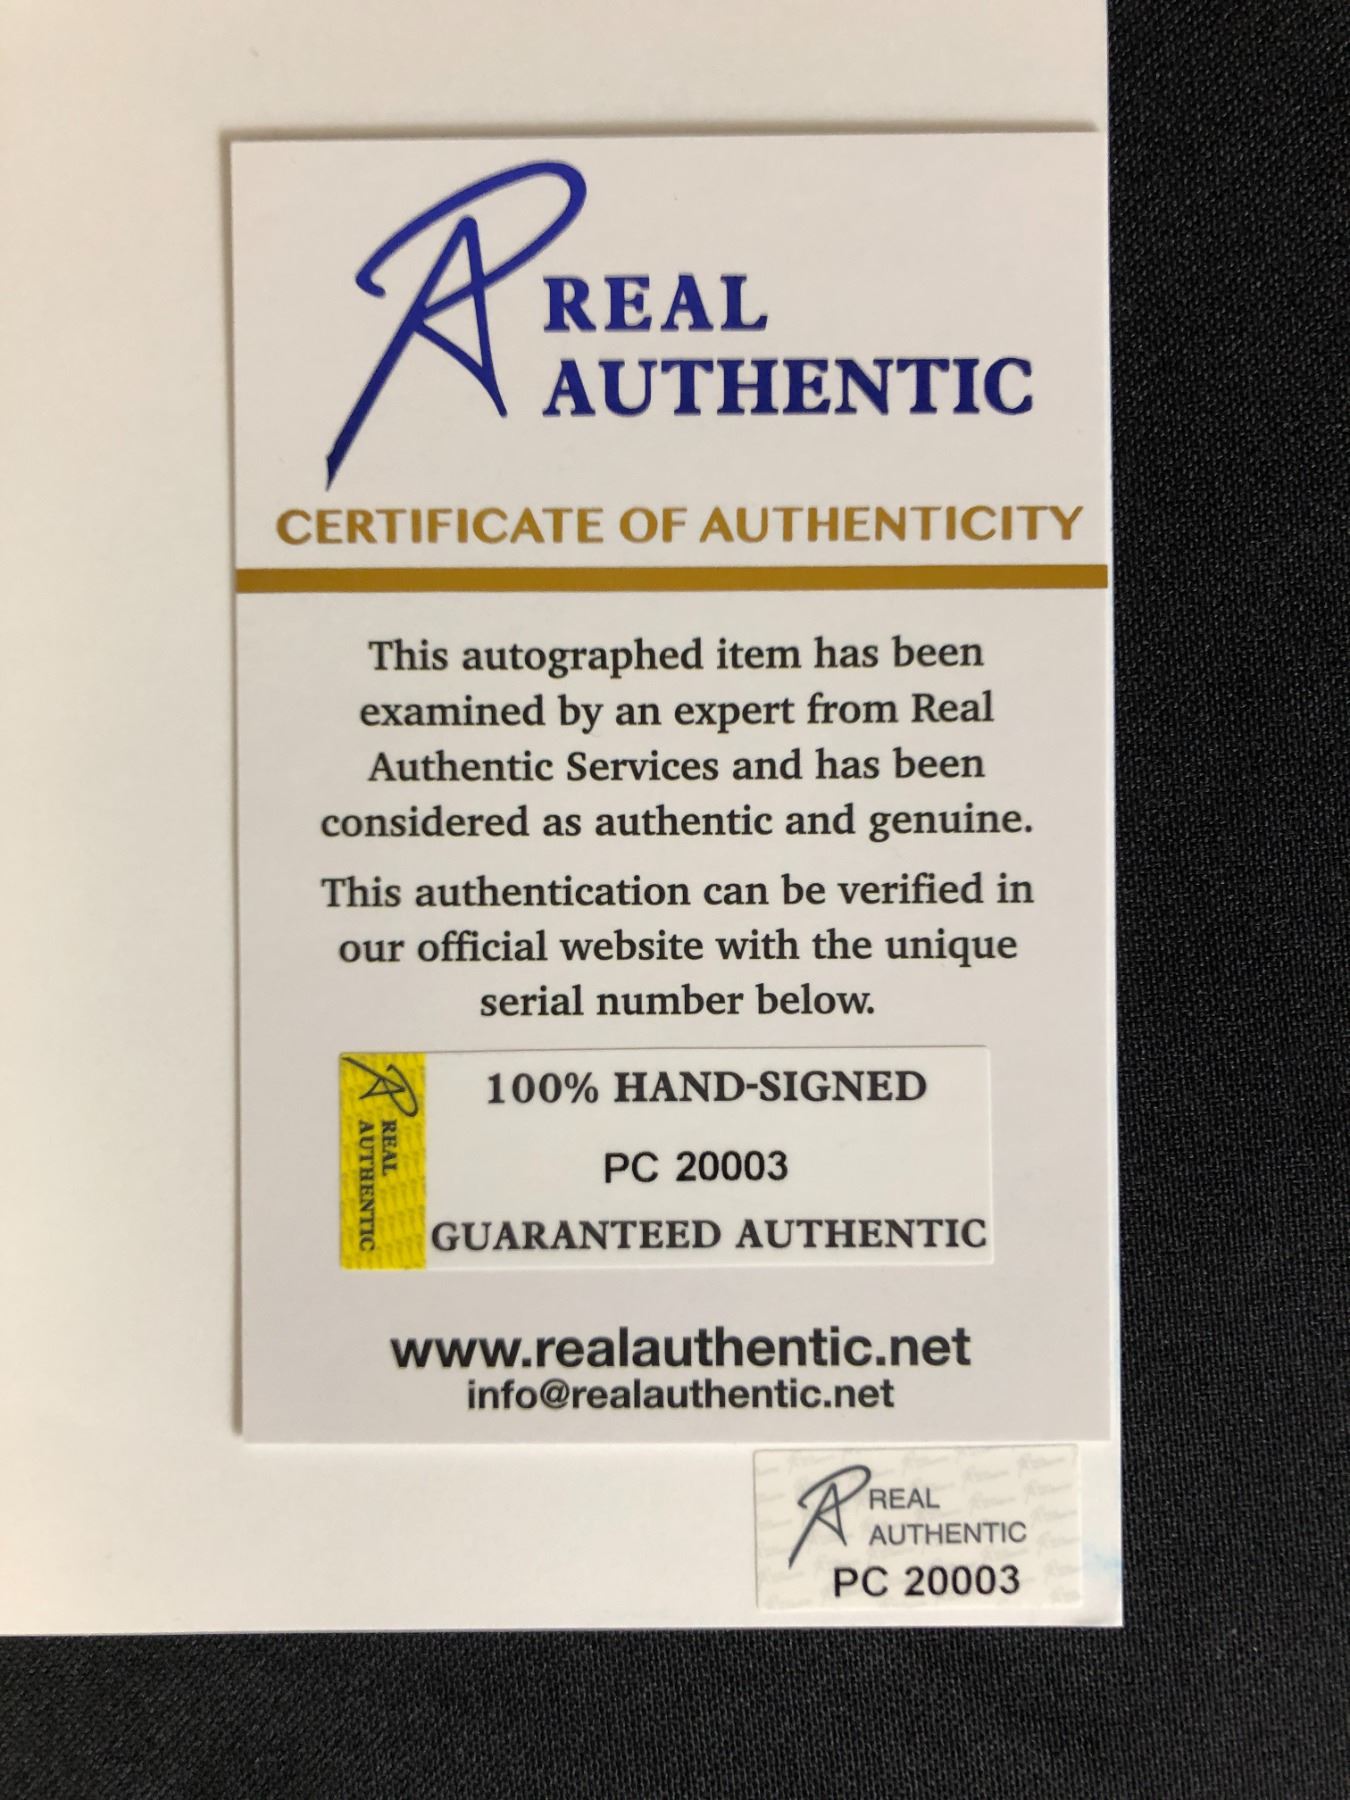 REAL
AUTHENTIC
CERTIFICATE OF AUTHENTICITY
This autographed item has been
examined by an expert from Real
Authentic Services and has been
considered as authentic and genuine.
This authentication can be verified in
our official website with the unique
serial number below.
REAL
AUTHENTIC
100% HAND-SIGNED
PC 20003
GUARANTEED AUTHENTIC
www.realauthentic.net
info@realauthentic.net
REAL
AUTHENTIC
PC 20003